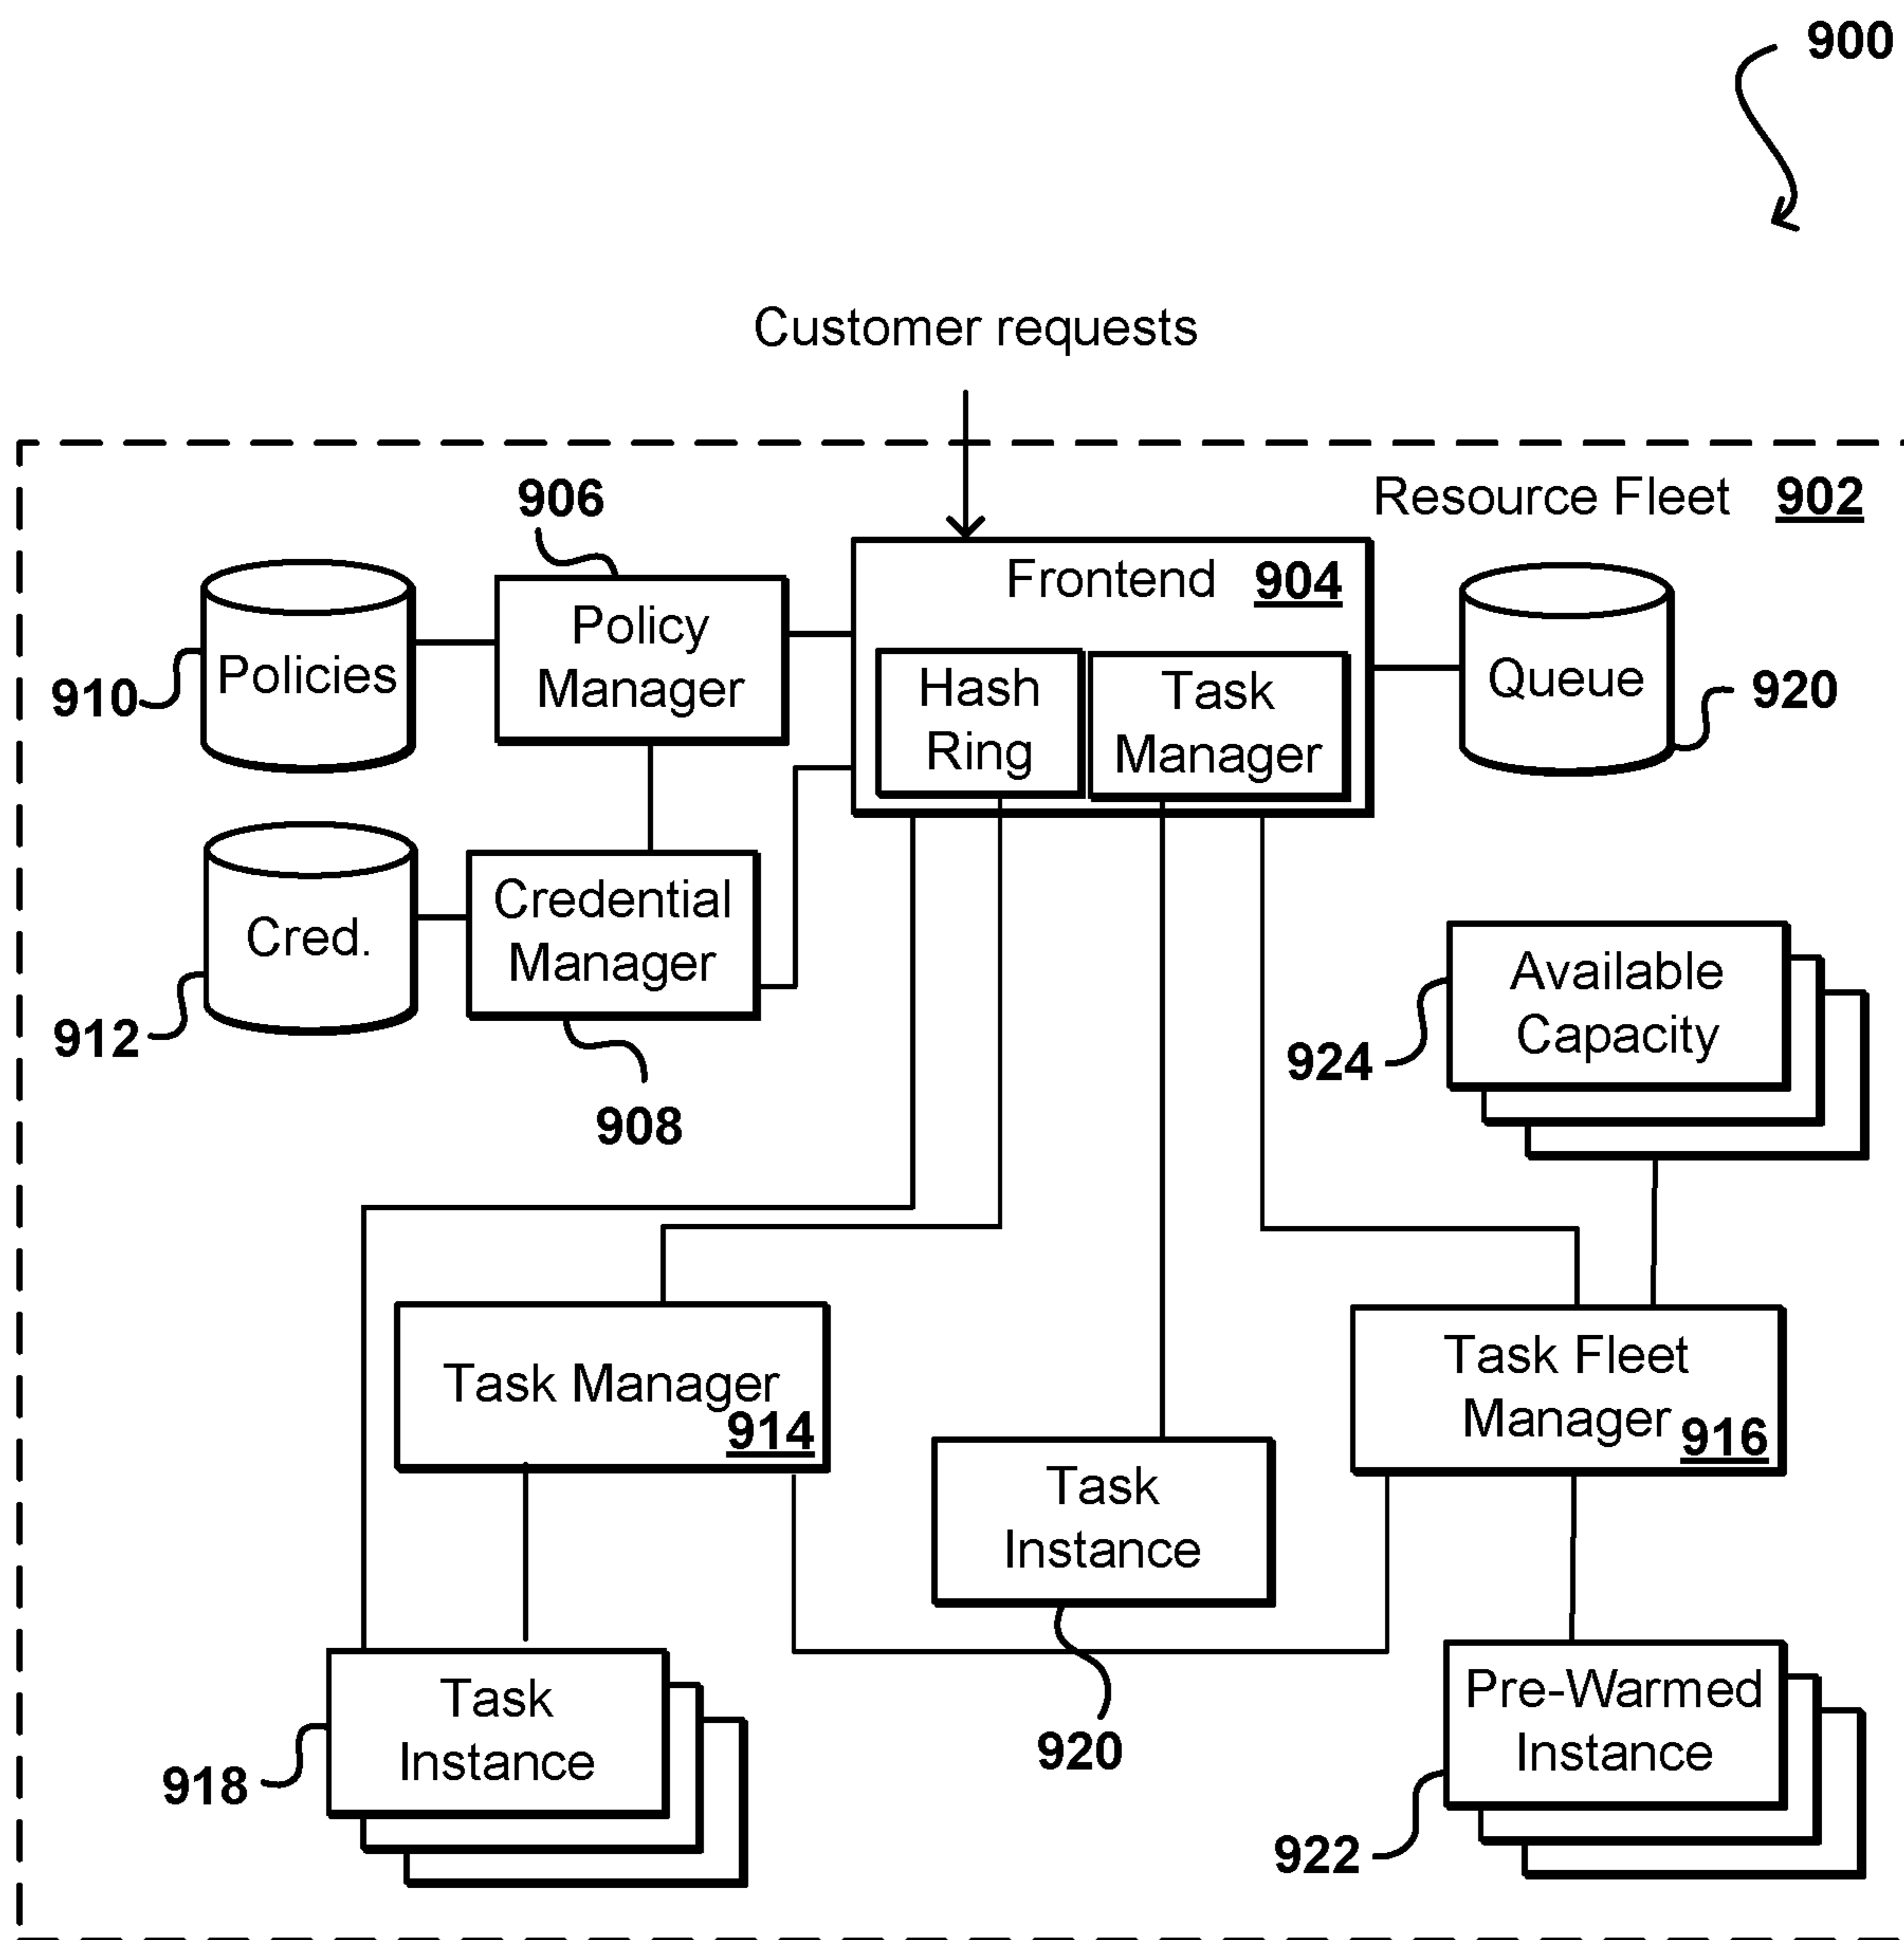 900
Customer requests
Resource Fleet 902
906
Frontend 904
Policies
Policy
Manager
Hash
Ring
Task
Manager
Queue
910
920
Cred.
Credential
Manager
912
908
Available
Capacity
924
Task Manager
914
Task Fleet
Manager
916
Task
Instance
920
Task
Instance
918
Pre-Warmed
Instance
922